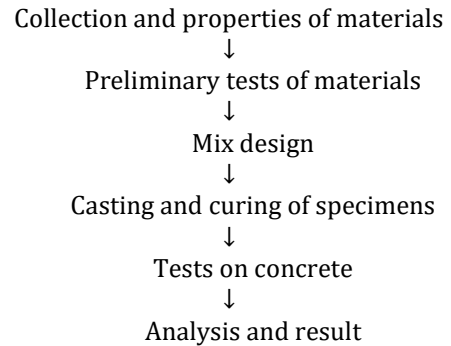 Collection and properties of materials
↓
Preliminary tests of materials
↓
Mix design
↓
Casting and curing of specimens
↓
Tests on concrete
↓
Analysis and result